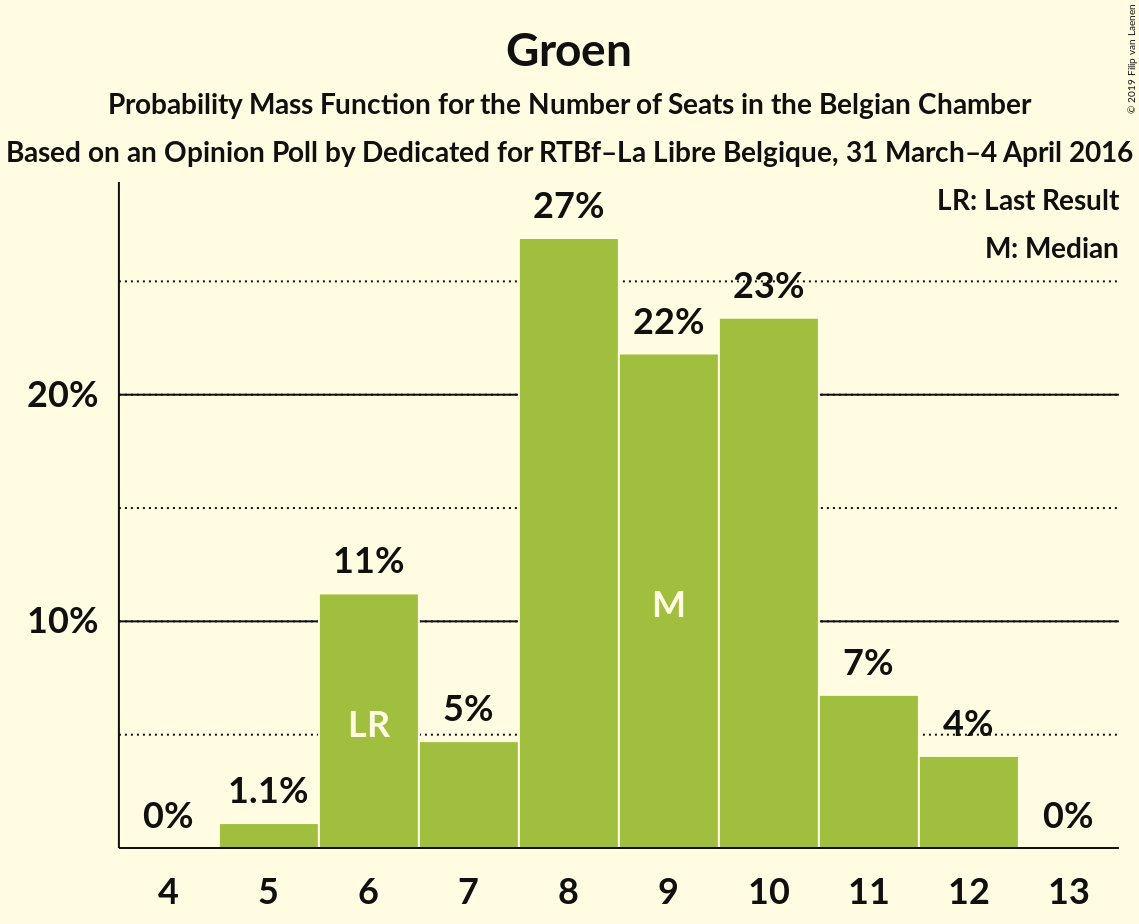 Groen
Probability Mass Function for the Number of Seats in the Belgian Chamber
Based on an Opinion Poll by Dedicated for RTBf–La Libre Belgique, 31 March–4 April 2016
© 2019 Filip van Laenen
LR: Last Result
M: Median
27%
23%
22%
20%
11%
10%
M
7%
5%
LR
4%
1.1%
0%
0%
4 5 6 7 8 9 10 11 12 13